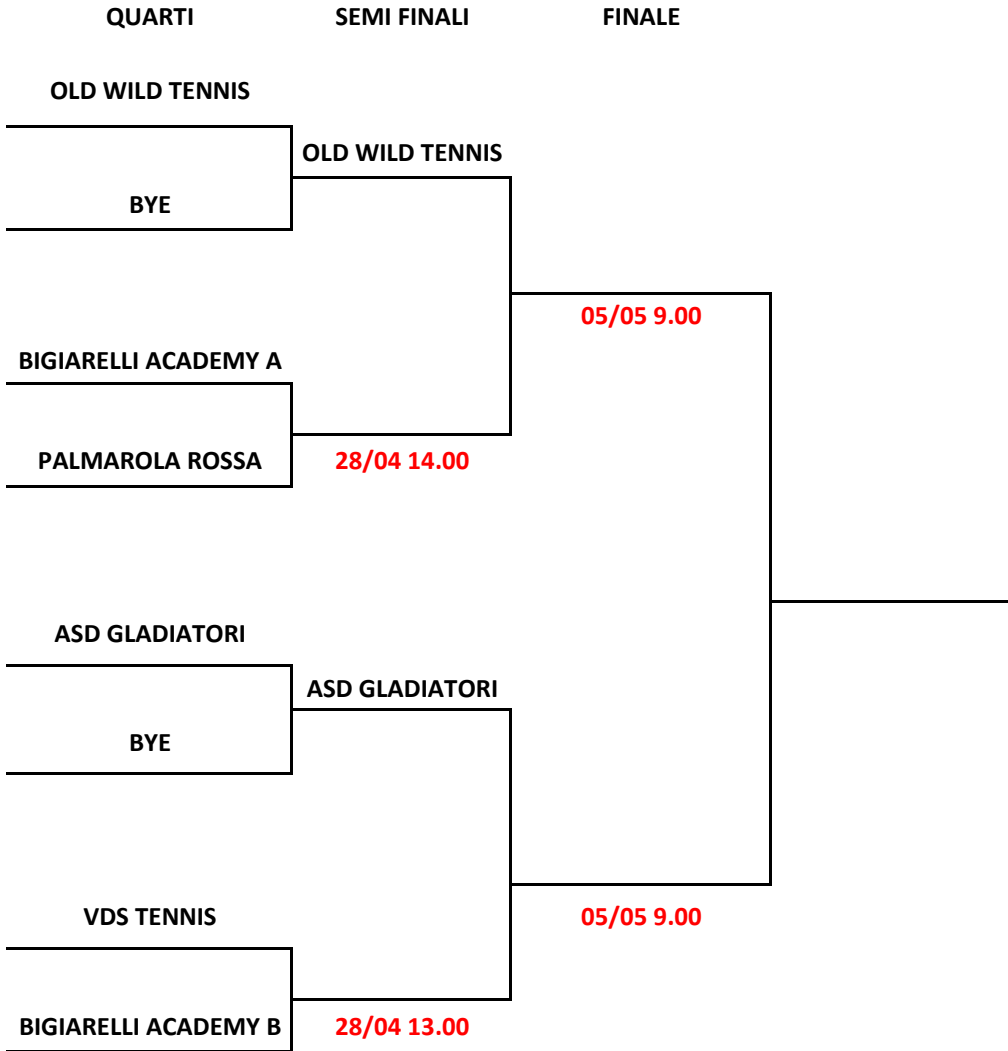 QUARTI SEMI FINALI FINALE
OLD WILD TENNIS
OLD WILD TENNIS
BYE
05/05 9.00
BIGIARELLI ACADEMY A
PALMAROLA ROSSA 28/04 14.00
ASD GLADIATORI
ASD GLADIATORI
BYE
VDS TENNIS 05/05 9.00
BIGIARELLI ACADEMY B 28/04 13.00